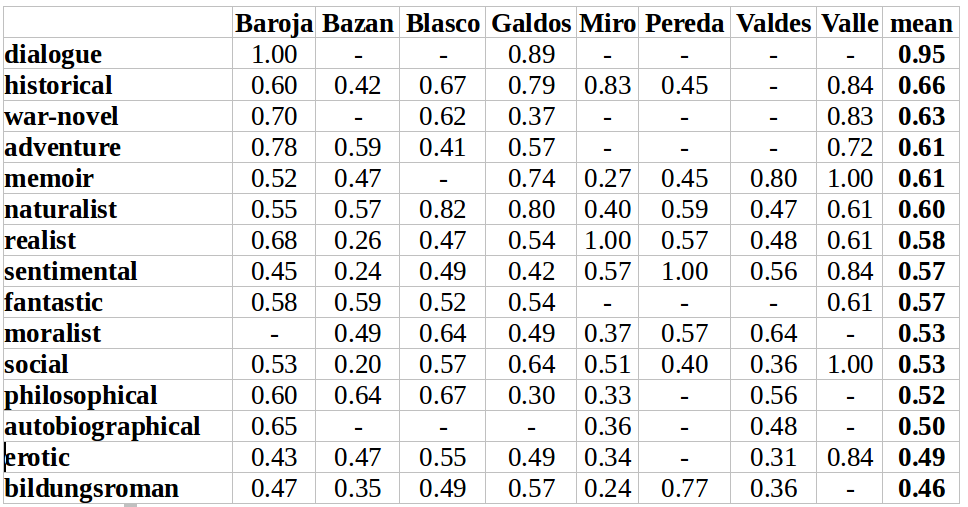 Baroja Bazan Blasco Galdos Miro Pereda Valdes Valle mean
dialogue 1.00 - - 0.89 - - - - 0.95
historical 0.60 0.42 0.67 0.79 0.83 0.45 - 0.84 0.66
war-novel 0.70 - 0.62 0.37 - - - 0.83 0.63
adventure 0.78 0.59 0.41 0.57 - - - 0.72 0.61
memoir 0.52 0.47 - 0.74 0.27 0.45 0.80 1.00 0.61
naturalist 0.55 0.57 0.82 0.80 0.40 0.59 0.47 0.61 0.60
realist 0.68 0.26 0.47 0.54 1.00 0.57 0.48 0.61 0.58
sentimental 0.45 0.24 0.49 0.42 0.57 1.00 0.56 0.84 0.57
fantastic 0.58 0.59 0.52 0.54 - - - 0.61 0.57
moralist - 0.49 0.64 0.49 0.37 0.57 0.64 - 0.53
social 0.53 0.20 0.57 0.64 0.51 0.40 0.36 1.00 0.53
philosophical 0.60 0.64 0.67 0.30 0.33 - 0.56 - 0.52
autobiographical 0.65 - - - 0.36 - 0.48 - 0.50
erotic 0.43 0.47 0.55 0.49 0.34 - 0.31 0.84 0.49
bildungsroman 0.47 0.35 0.49 0.57 0.24 0.77 0.36 - 0.46